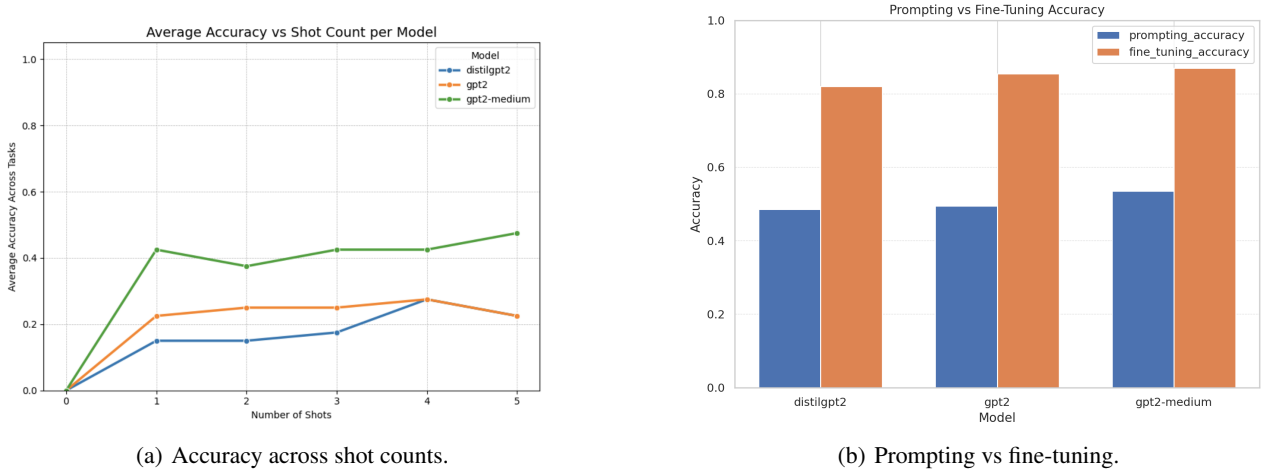 Average Accuracy vs Shot Count per Model
Model
distilgpt2
gpt2
gpt2-medium
Average Accuracy Across Tasks
1.0
0.8
0.6
0.4
0.2
0.0
0 1 2 3 4 5
Number of Shots
(a) Accuracy across shot counts.
Prompting vs Fine-Tuning Accuracy
prompting_accuracy
fine_tuning_accuracy
Accuracy
1.0
0.8
0.6
0.4
0.2
0.0
distilgpt2 gpt2 gpt2-medium
Model
(b) Prompting vs fine-tuning.